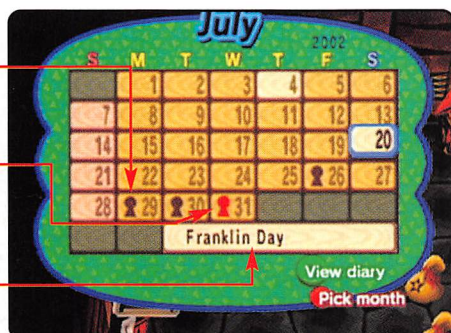 July
2002
S M T W T F S
1 2 3 4 5 6
7 8 9 10 11 12 13
14 15 16 17 18 19 20
21 22 23 24 25 26 27
28 29 30 31
Franklin Day
View diary
Pick month